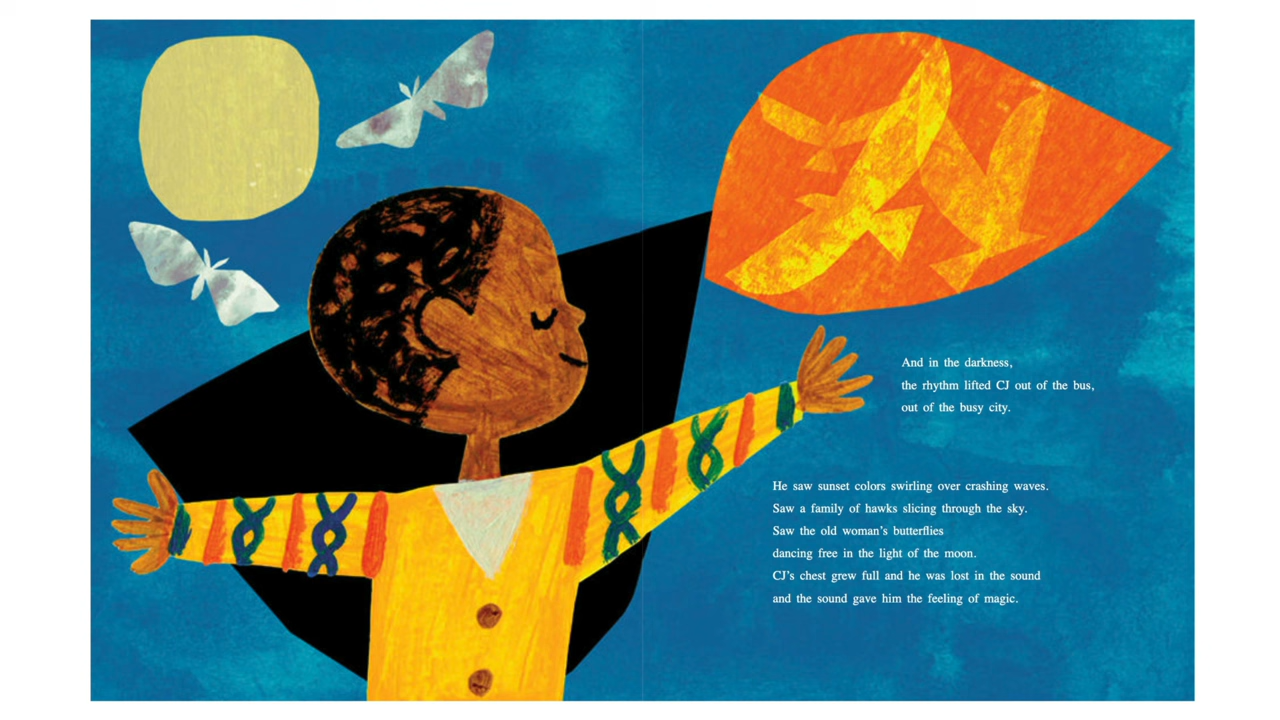 And in the darkness,
the rhythm lifted CJ out of the bus,
out of the busy city.
He saw sunset colors swirling over crashing waves.
Saw a family of hawks slicing through the sky.
Saw the old woman’s butterflies
dancing free in the light of the moon.
CJ’s chest grew full and he was lost in the sound
and the sound gave him the feeling of magic.